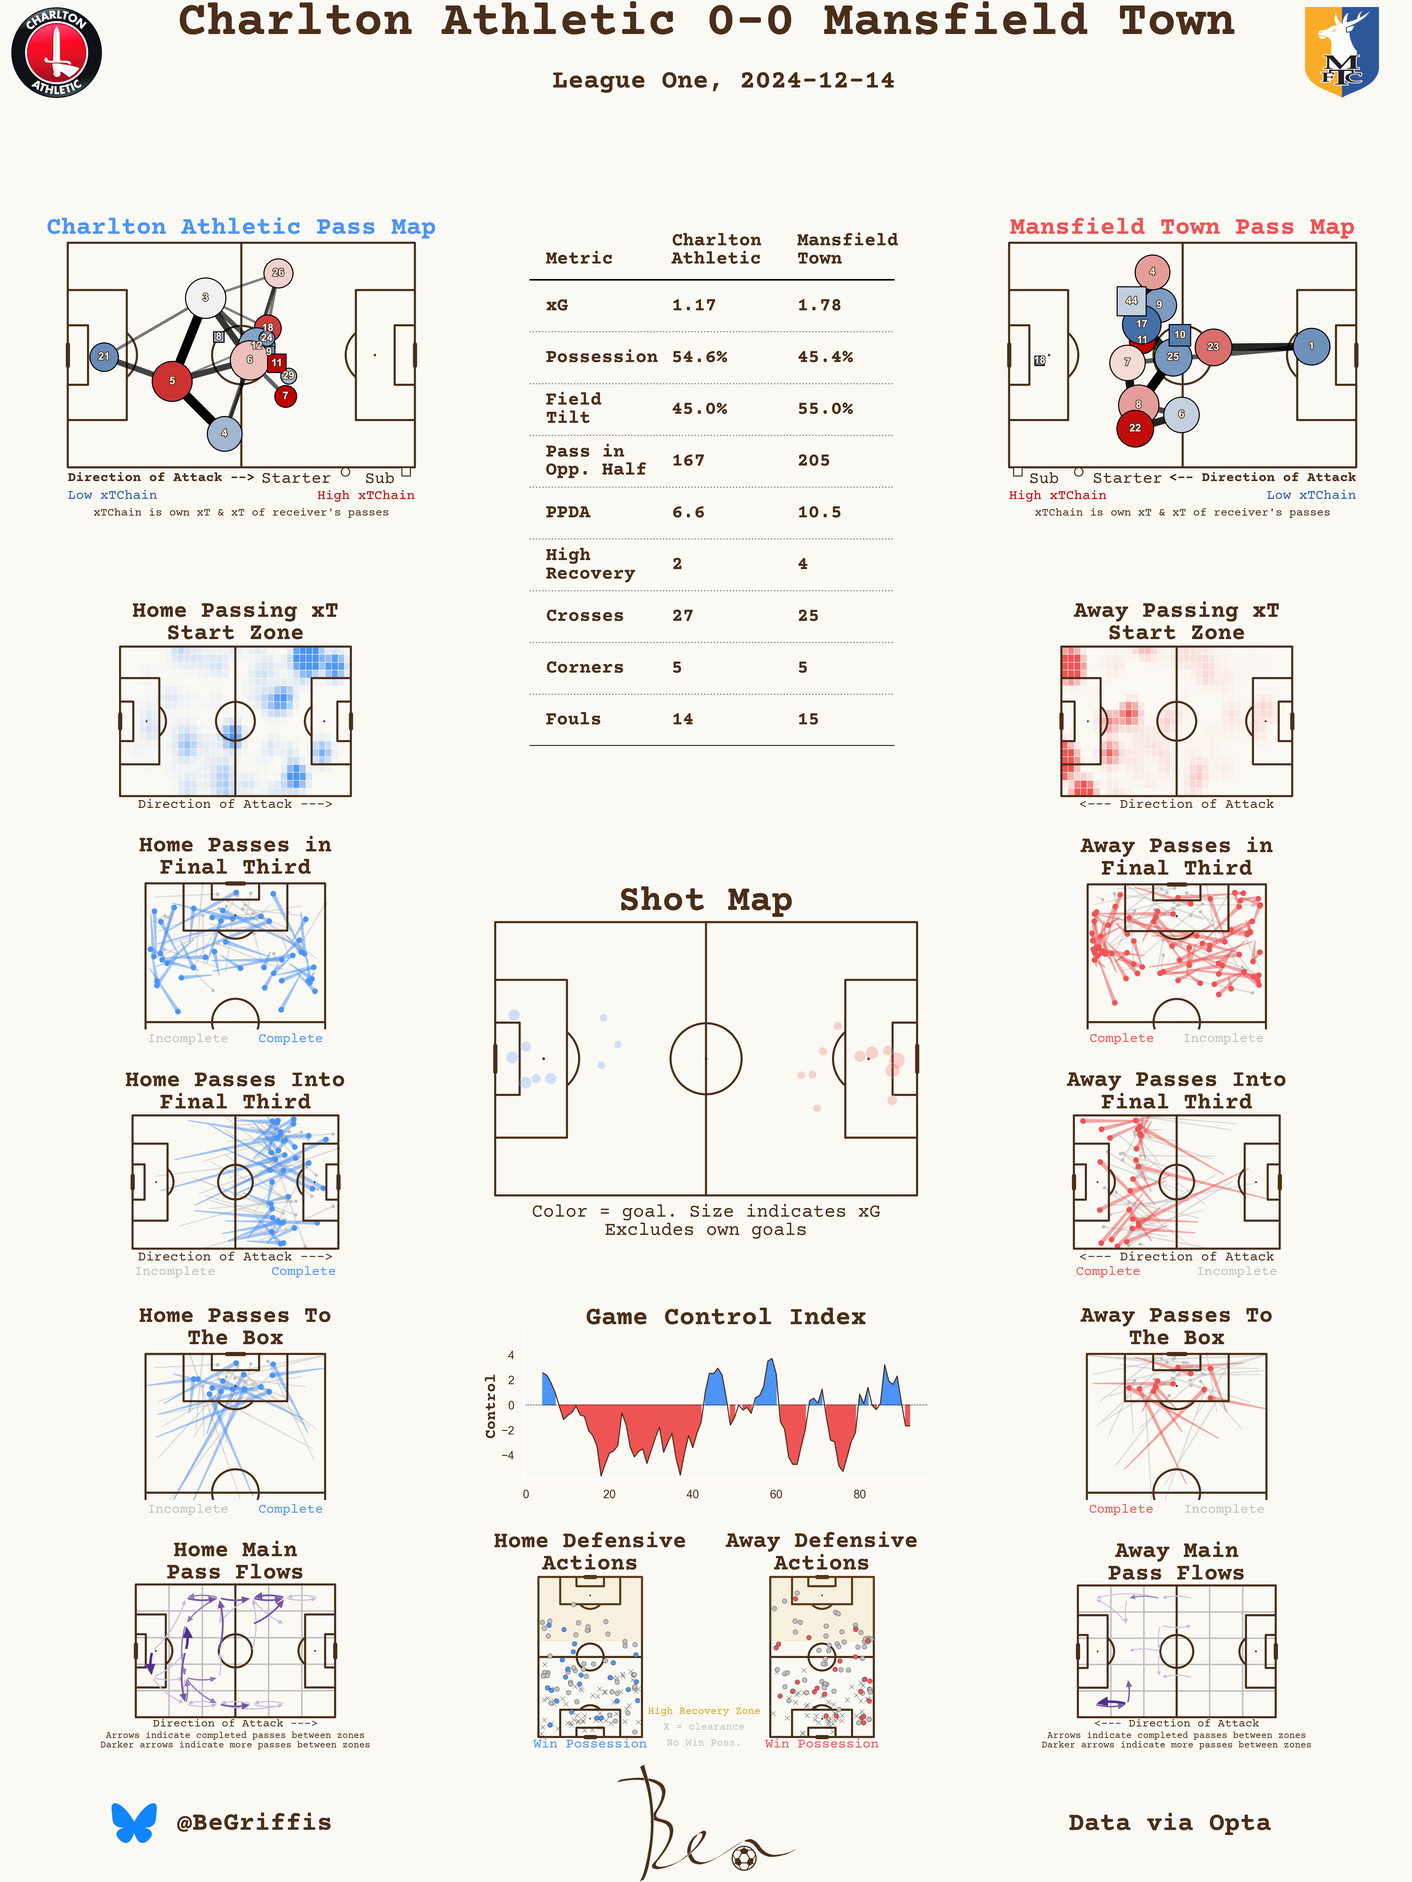 Charlton Athletic 0-0 Mansfield Town
League One, 2024-12-14
CHARLTON
ATHLETIC
M
F C
T
Charlton Athletic Pass Map
26
3
18
8
24
12
9
21
6
11
29
5
7
4
Direction of Attack --> Starter Sub
Low xTChain High xTChain
xTChain is own xT & xT of receiver's passes
Metric Charlton Athletic Mansfield Town
xG 1.17 1.78
Possession 54.6% 45.4%
Field Tilt 45.0% 55.0%
Pass in Opp. Half 167 205
PPDA 6.6 10.5
High Recovery 2 4
Crosses 27 25
Corners 5 5
Fouls 14 15
Mansfield Town Pass Map
4
44
9
17
10
11
23
1
18
7
25
8
6
22
Sub Starter <-- Direction of Attack
High xTChain Low xTChain
xTChain is own xT & xT of receiver's passes
Home Passing xT
Start Zone
Direction of Attack --->
Away Passing xT
Start Zone
<--- Direction of Attack
Home Passes in
Final Third
Incomplete Complete
Away Passes in
Final Third
Complete Incomplete
Shot Map
Color = goal. Size indicates xG
Excludes own goals
Home Passes Into
Final Third
Direction of Attack --->
Incomplete Complete
Away Passes Into
Final Third
<--- Direction of Attack
Complete Incomplete
Home Passes To
The Box
Incomplete Complete
Game Control Index
Control
4
2
0
−2
−4
0 20 40 60 80
Away Passes To
The Box
Complete Incomplete
Home Main
Pass Flows
Direction of Attack --->
Arrows indicate completed passes between zones
Darker arrows indicate more passes between zones
Home Defensive
Actions
Win Possession
High Recovery Zone
X = clearance
No Win Poss.
Away Defensive
Actions
Win Possession
Away Main
Pass Flows
<--- Direction of Attack
Arrows indicate completed passes between zones
Darker arrows indicate more passes between zones
@BeGriffis
Ben
Data via Opta